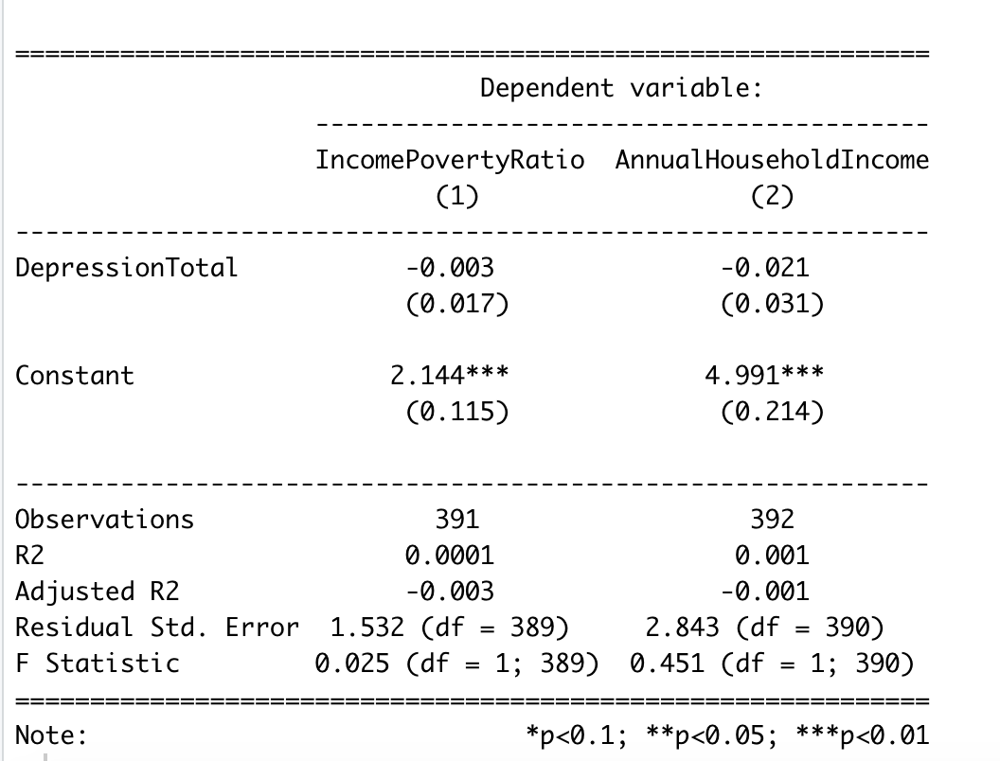 ============================================================
Dependent variable:
-----------------------------------------
IncomePovertyRatio AnnualHouseholdIncome
(1) (2)
------------------------------------------------------------
DepressionTotal -0.003 -0.021
(0.017) (0.031)
Constant 2.144*** 4.991***
(0.115) (0.214)
------------------------------------------------------------
Observations 391 392
R2 0.0001 0.001
Adjusted R2 -0.003 -0.001
Residual Std. Error 1.532 (df = 389) 2.843 (df = 390)
F Statistic 0.025 (df = 1; 389) 0.451 (df = 1; 390)
============================================================
Note: *p<0.1; **p<0.05; ***p<0.01